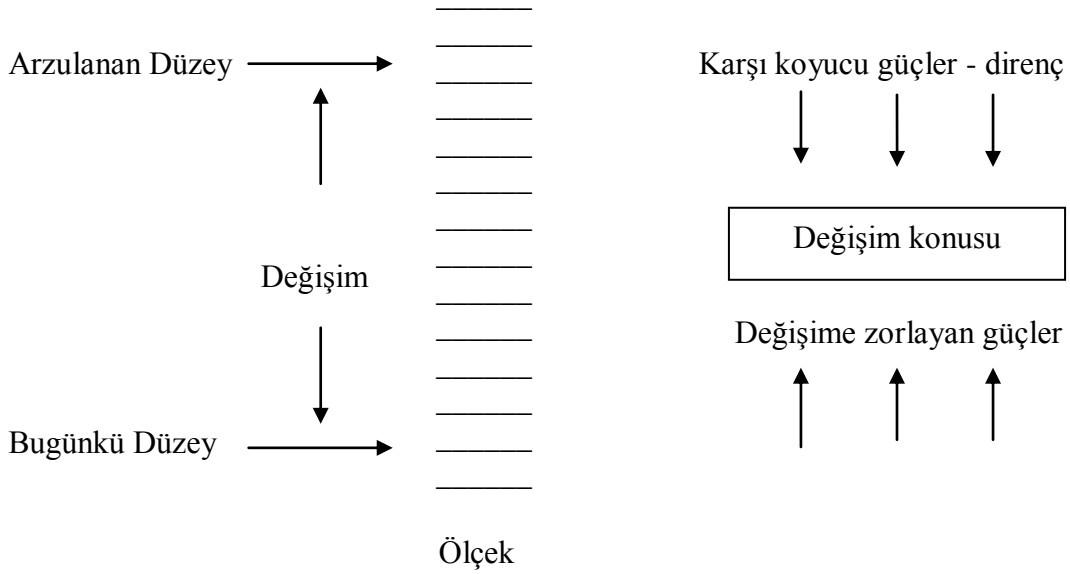 Arzulanan Düzey
Karşı koyucu güçler - direnç
Değişim konusu
Değişim
Değişime zorlayan güçler
Bugünkü Düzey
Ölçek